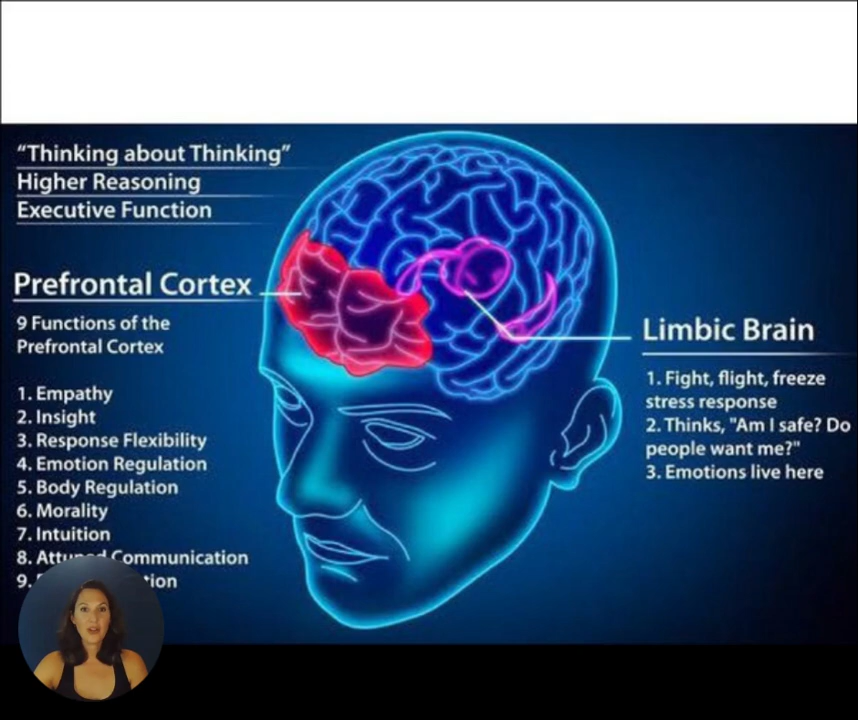 “Thinking about Thinking”
Higher Reasoning
Executive Function
Prefrontal Cortex
9 Functions of the
Prefrontal Cortex
1. Empathy
2. Insight
3. Response Flexibility
4. Emotion Regulation
5. Body Regulation
6. Morality
7. Intuition
8. Attuned Communication
9.
Limbic Brain
1. Fight, flight, freeze
stress response
2. Thinks, "Am I safe? Do
people want me?"
3. Emotions live here